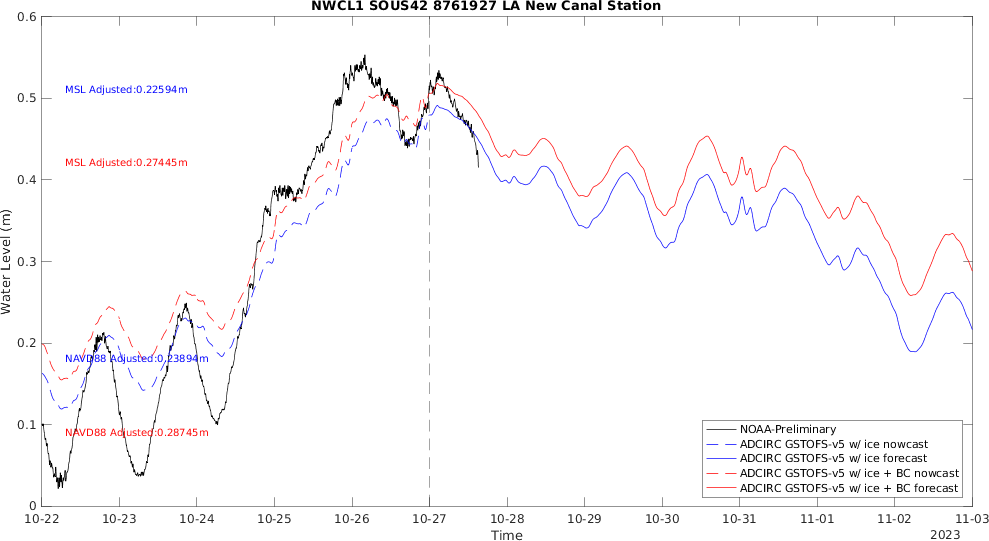 NWCL1 SOUS42 8761927 LA New Canal Station
0.6
0.5
0.4
0.3
0.2
0.1
0
Water Level (m)
MSL Adjusted:0.22594m
MSL Adjusted:0.27445m
NAVD88 Adjusted:0.23894m
NAVD88 Adjusted:0.28745m
NOAA-Preliminary
ADCIRC GSTOFS-v5 w/ ice nowcast
ADCIRC GSTOFS-v5 w/ ice forecast
ADCIRC GSTOFS-v5 w/ ice + BC nowcast
ADCIRC GSTOFS-v5 w/ ice + BC forecast
10-22 10-23 10-24 10-25 10-26 10-27 10-28 10-29 10-30 10-31 11-01 11-02 11-03
Time
2023